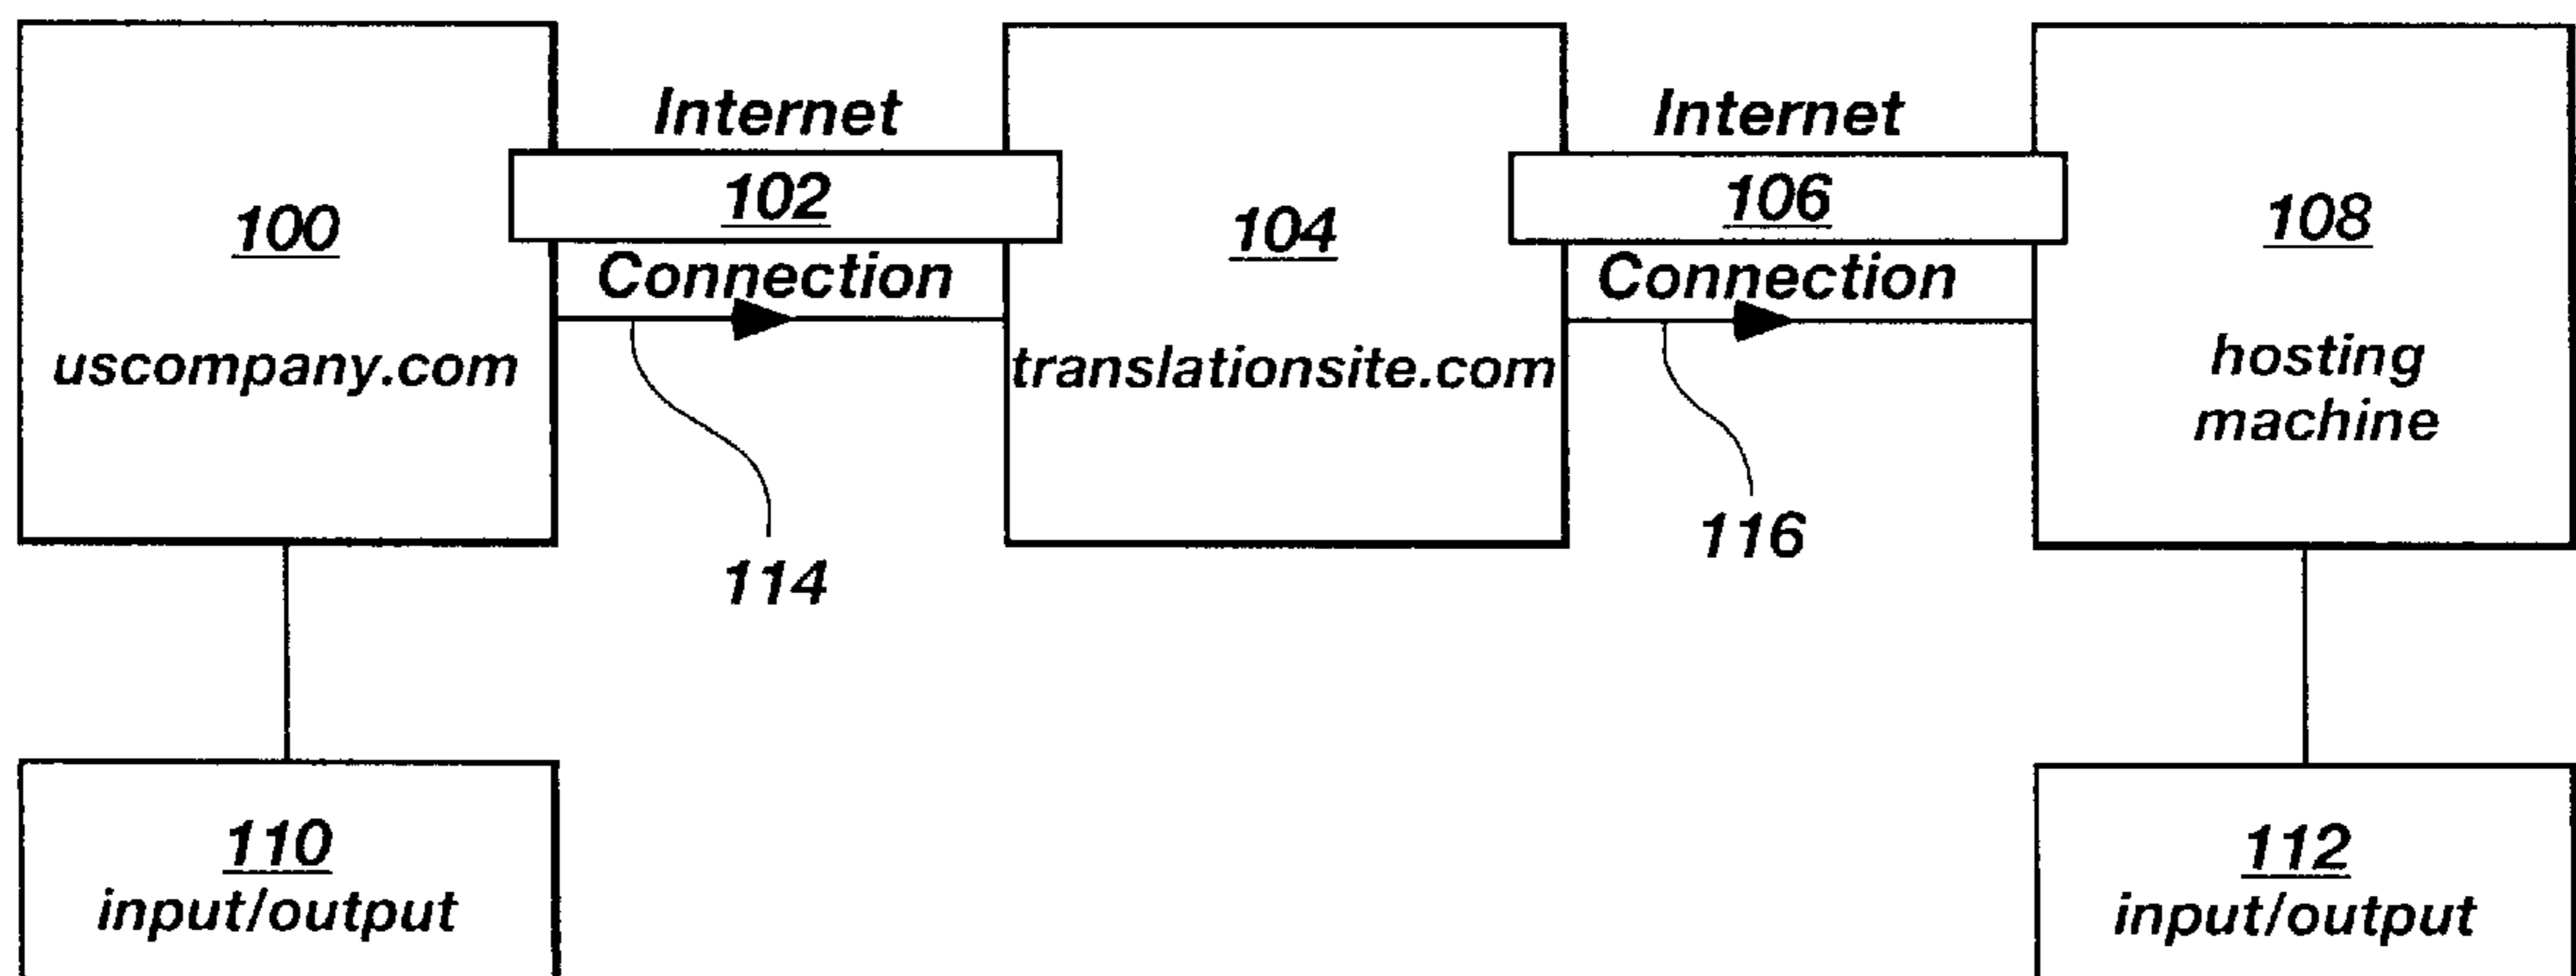 Internet
102
Connection
Internet
106
Connection
100
uscompany.com
104
translationsite.com
108
hosting
machine
114
116
110
input/output
112
input/output